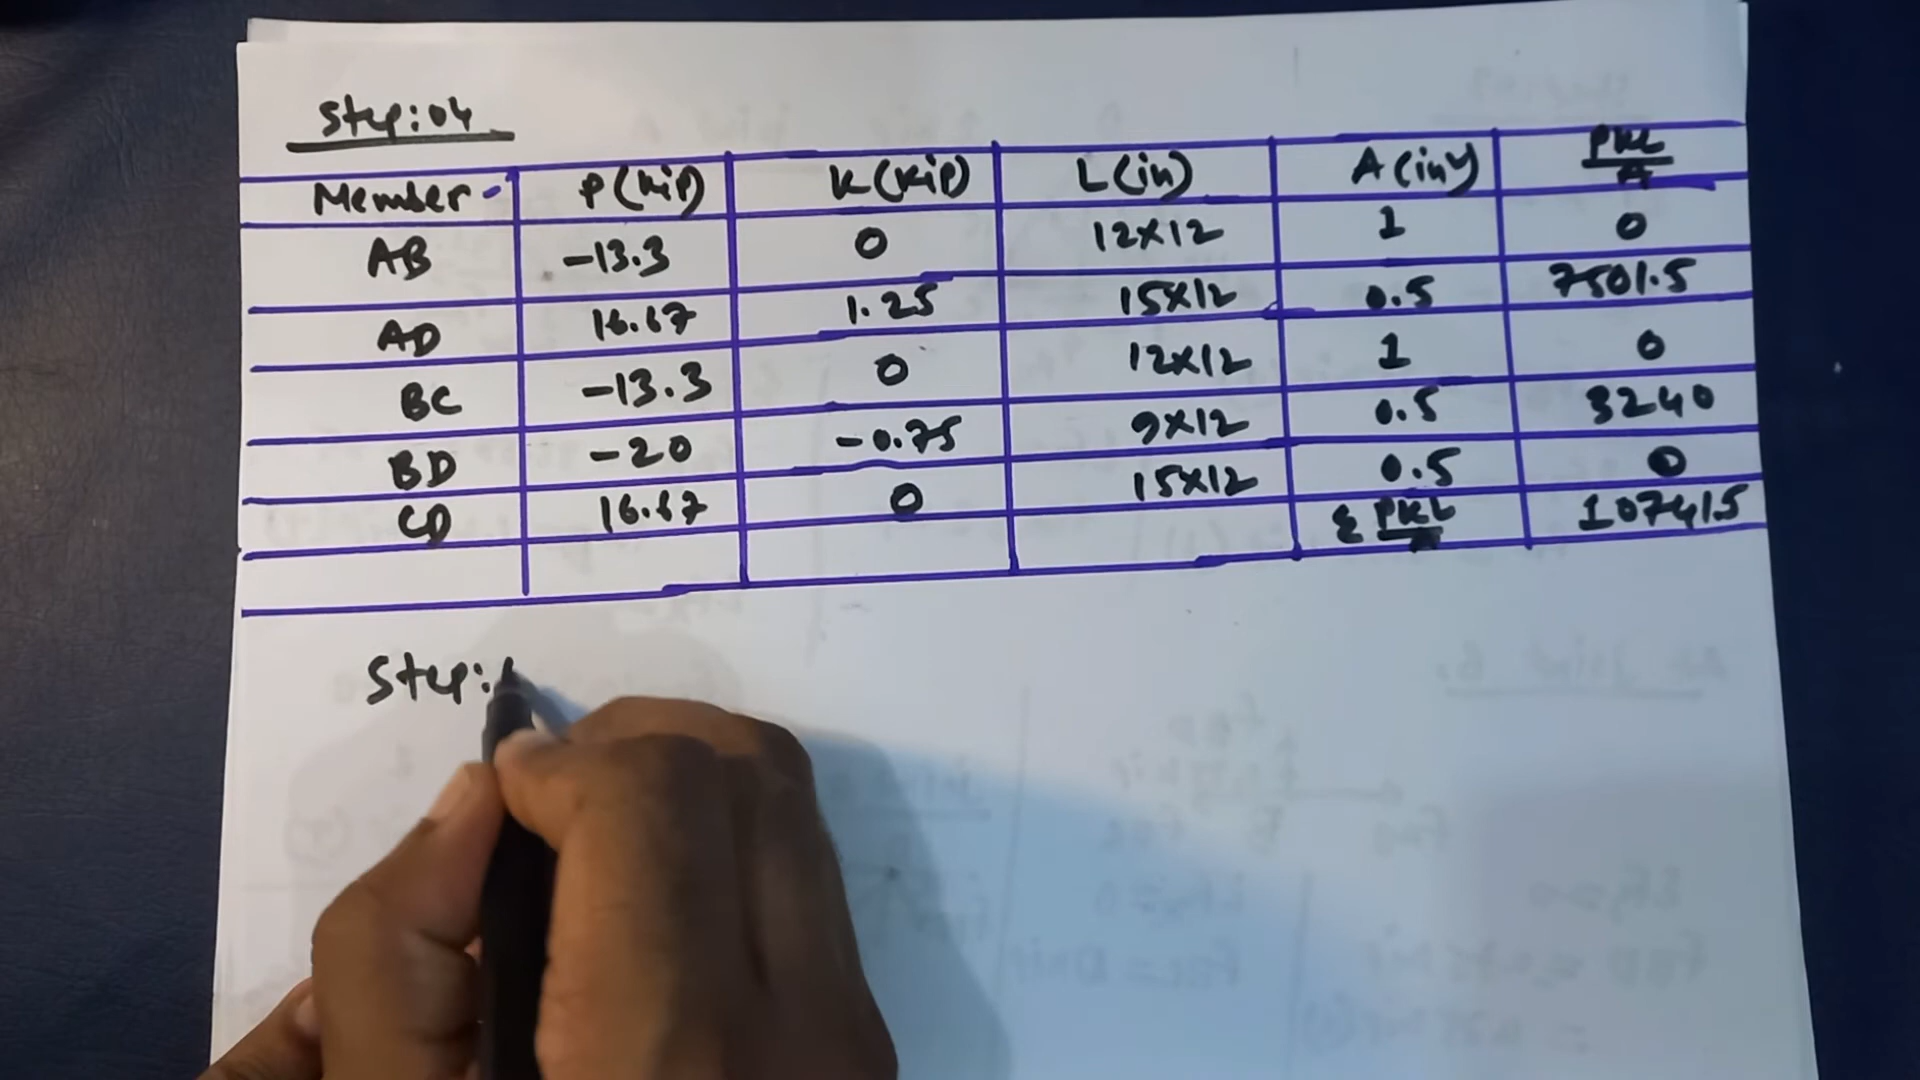 Step:04
Member P(kip) K(kip) L(in) A(in²) PKL/A
AB -13.3 0 12×12 1 0
AD 16.67 1.25 15×12 0.5 7501.5
BC -13.3 0 12×12 1 0
BD -20 -0.75 9×12 0.5 3240
CD 16.67 0 15×12 0.5 0
Σ PKL/A 10741.5
Step: